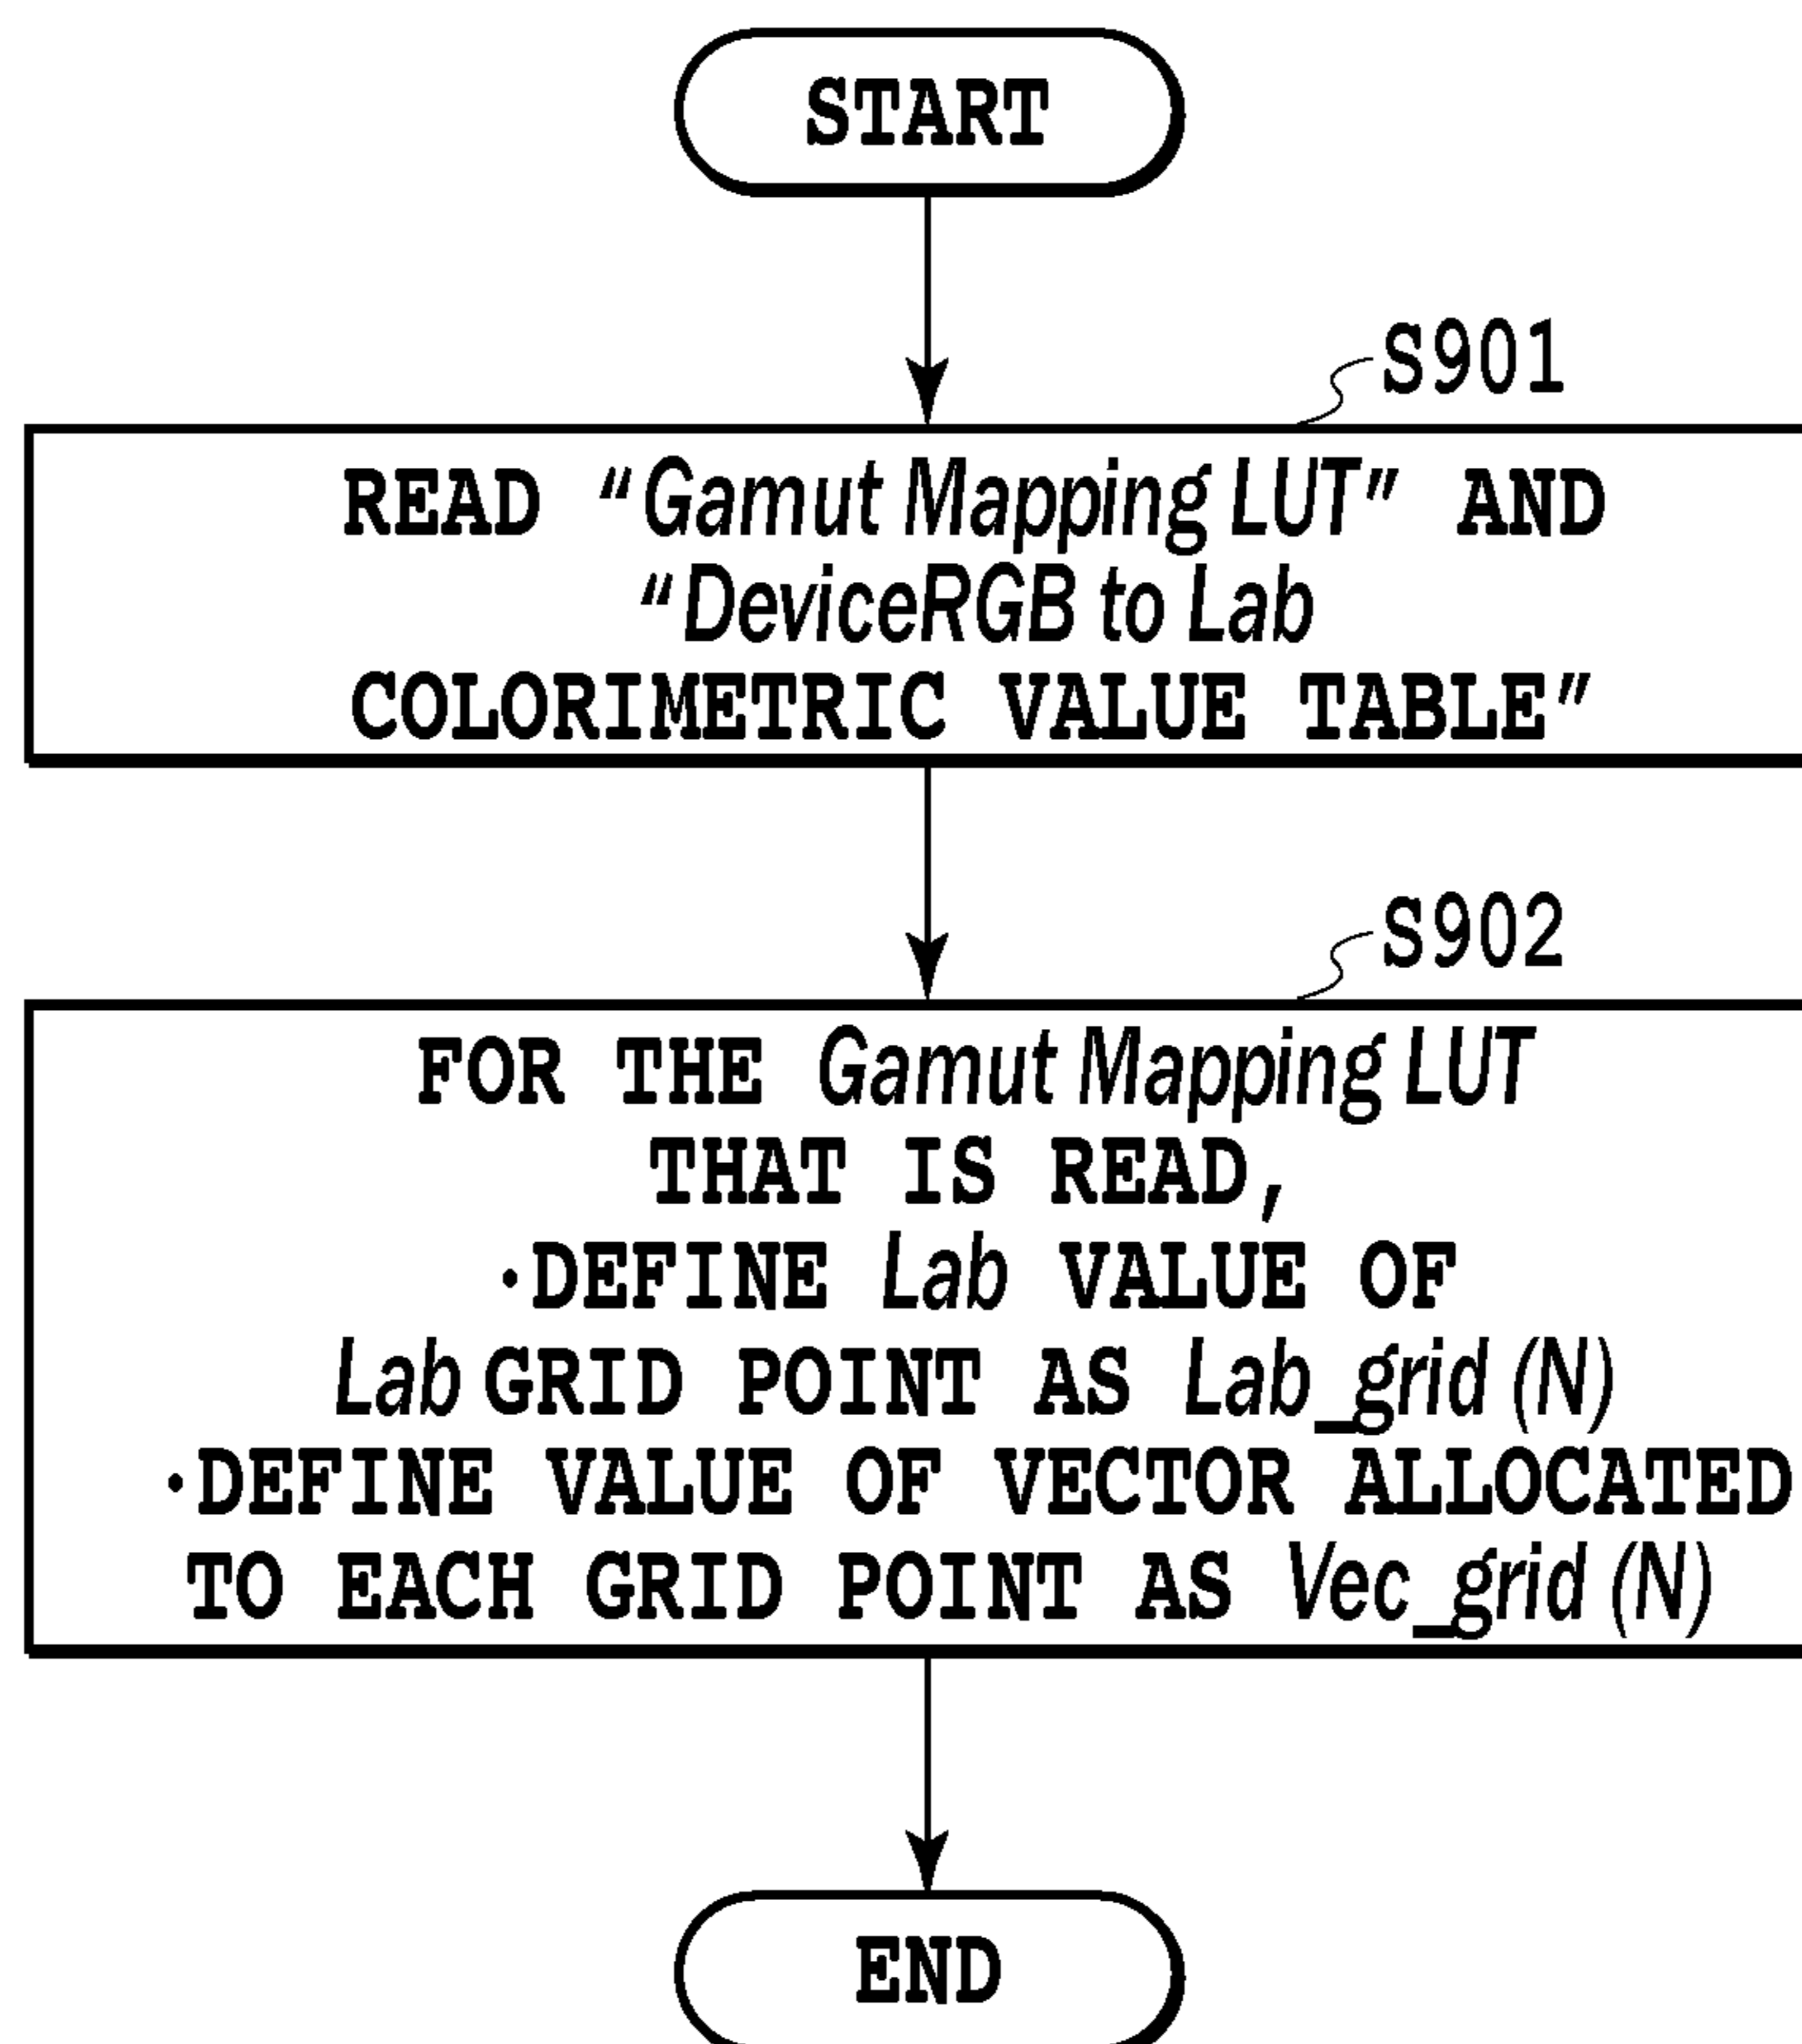 START
S901
READ "Gamut Mapping LUT" AND
"DeviceRGB to Lab
COLORIMETRIC VALUE TABLE"
S902
FOR THE Gamut Mapping LUT
THAT IS READ,
·DEFINE Lab VALUE OF
Lab GRID POINT AS Lab_grid (N)
·DEFINE VALUE OF VECTOR ALLOCATED
TO EACH GRID POINT AS Vec_grid (N)
END